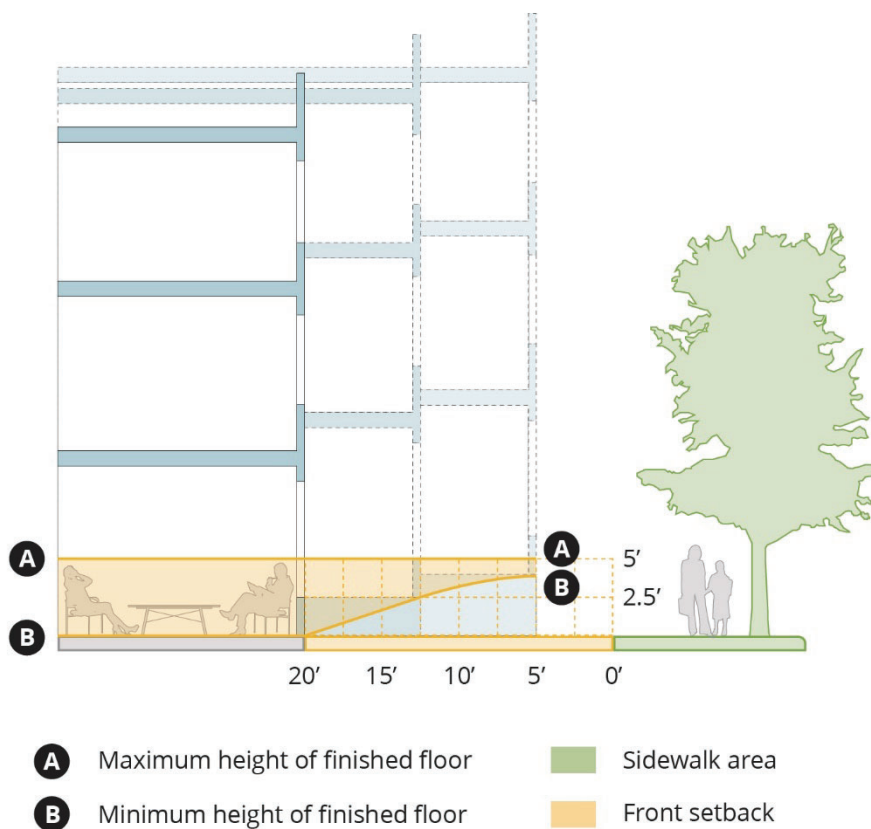 A
A
5’
B
2.5’
B
20’ 15’ 10’ 5’ 0’
A Maximum height of finished floor
Sidewalk area
B Minimum height of finished floor
Front setback